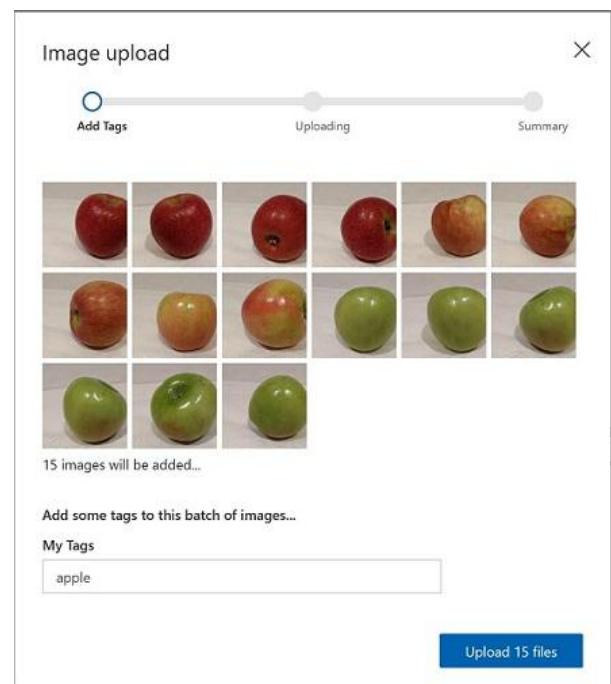 Image upload
Add Tags
Uploading
Summary
15 images will be added...
Add some tags to this batch of images...
My Tags
apple
Upload 15 files